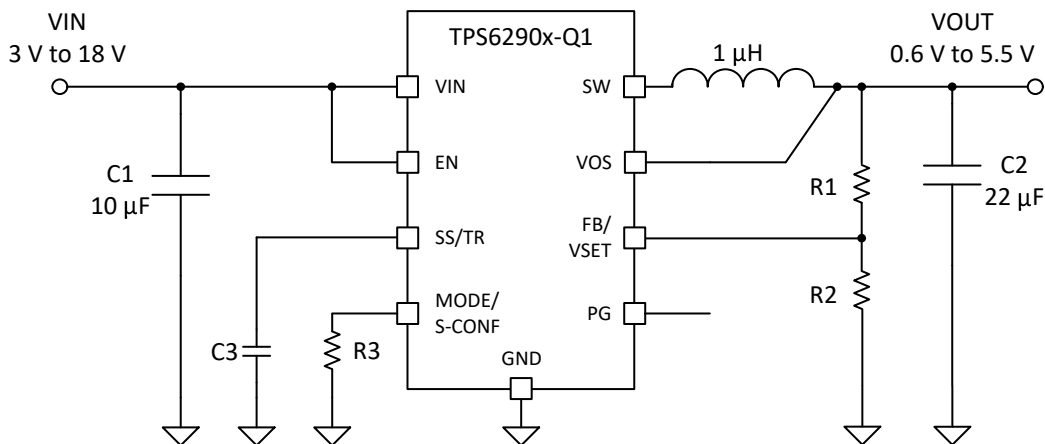 VIN
3 V to 18 V
TPS6290x-Q1
VOUT
0.6 V to 5.5 V
1 µH
VIN
SW
EN
VOS
C1
10 µF
R1
C2
22 µF
SS/TR
FB/
VSET
MODE/
S-CONF
PG
R2
C3
R3
GND